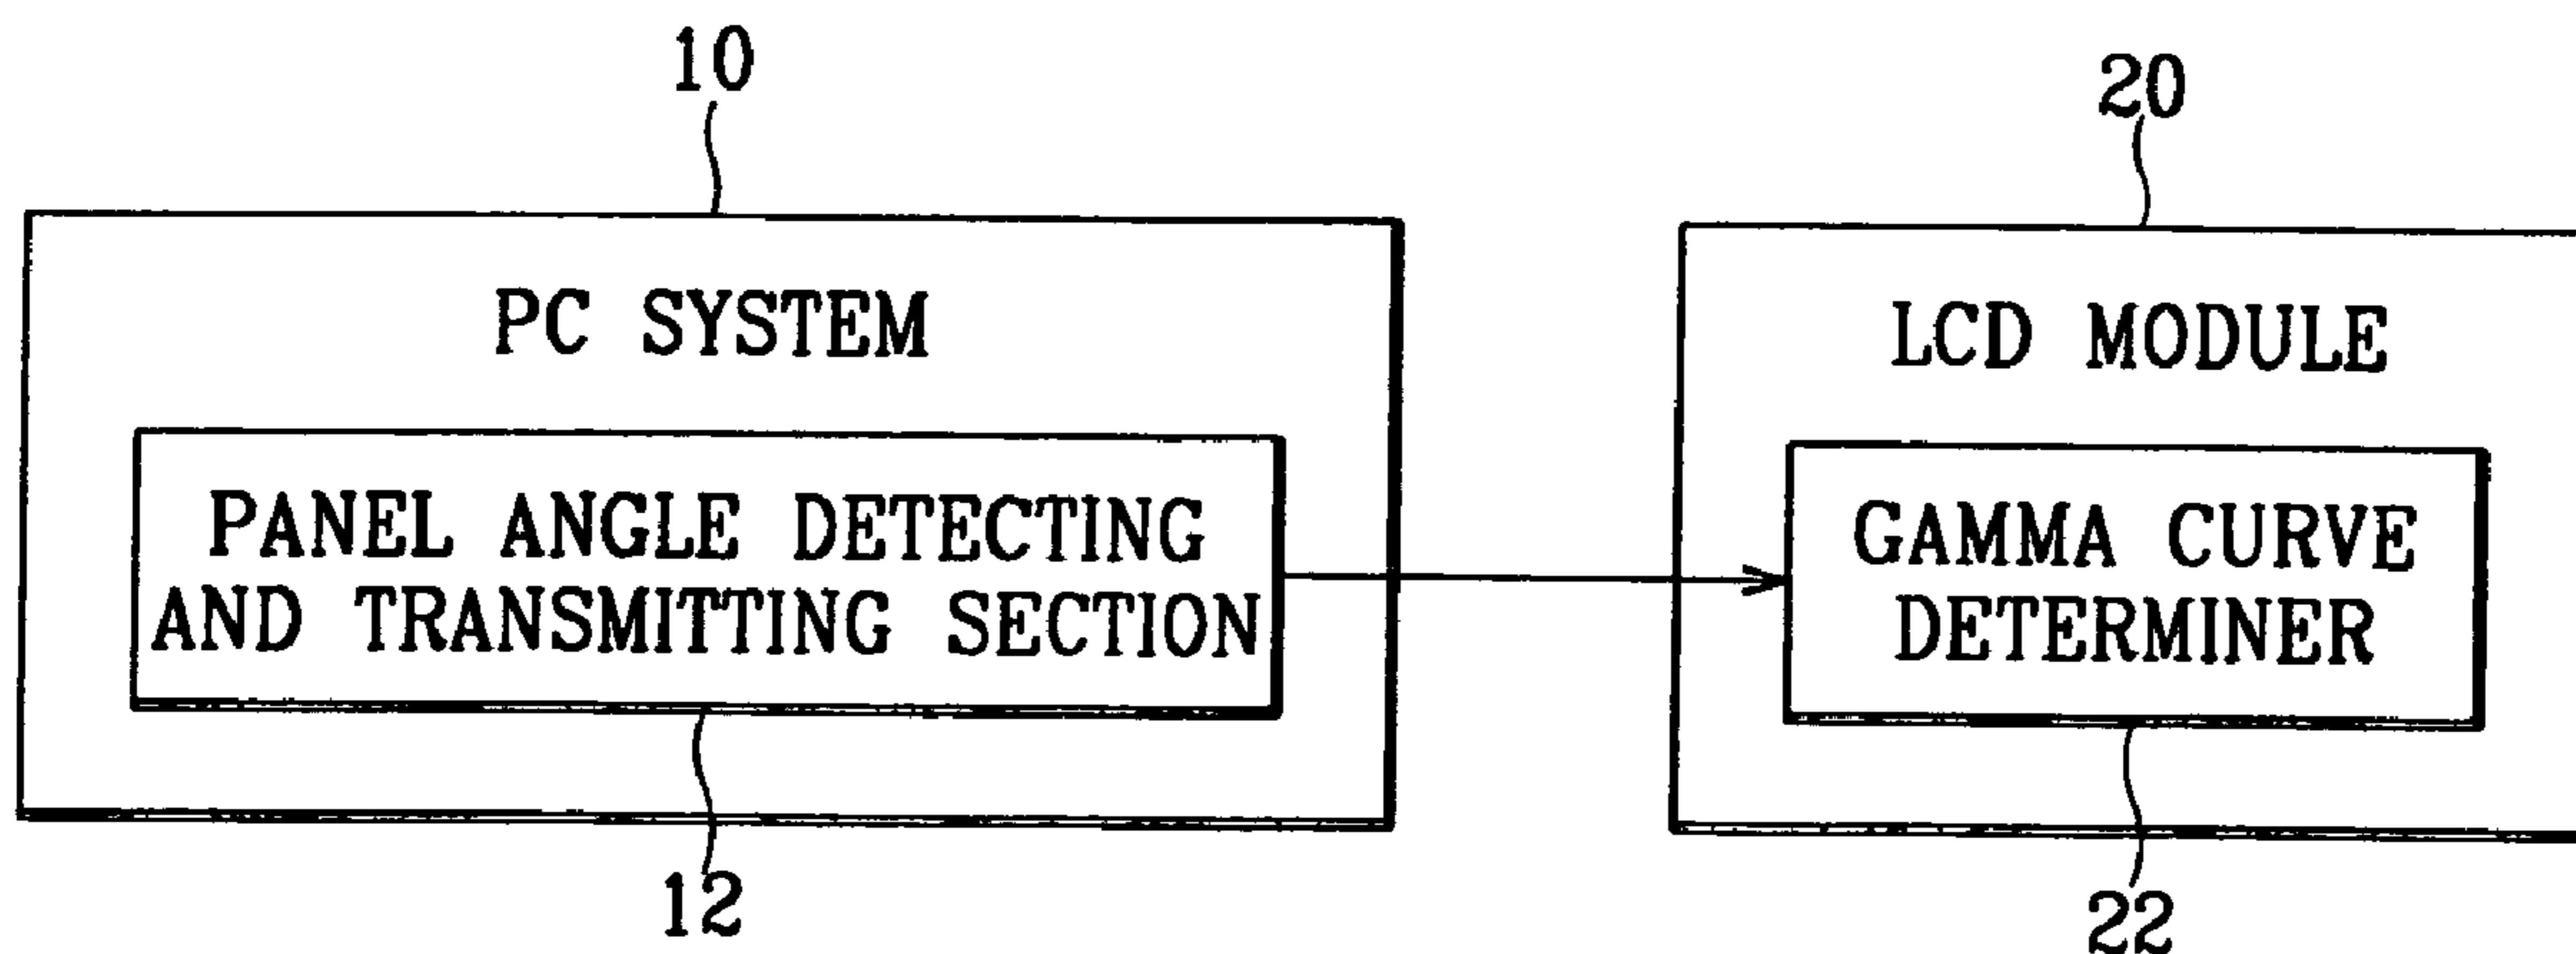 10
20
PC SYSTEM
LCD MODULE
PANEL ANGLE DETECTING
AND TRANSMITTING SECTION
GAMMA CURVE
DETERMINER
12
22